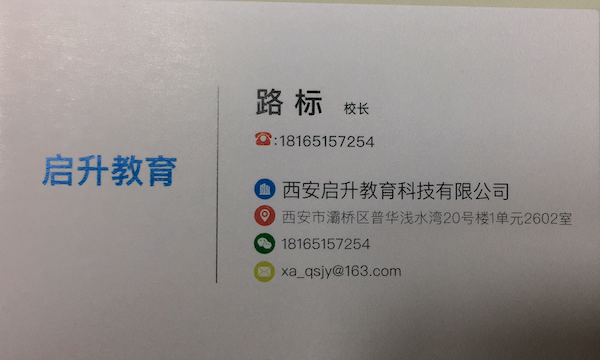 启升教育
路标 校长
:18165157254
西安启升教育科技有限公司
西安市灞桥区普华浅水湾20号楼1单元2602室
18165157254
xa_qsjy@163.com